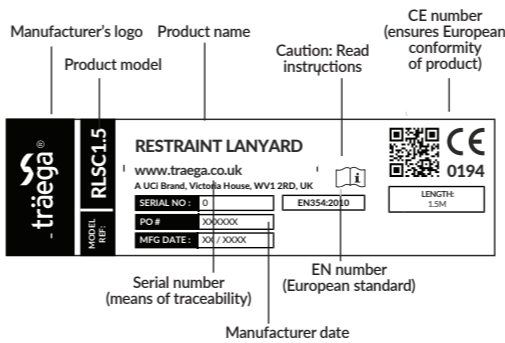 Manufacturer's logo
Product name
CE number
(ensures European
conformity
of product)
Product model
Caution: Read
instructions
träega®
MODEL
REF:
RLSC1.5
RESTRAINT LANYARD
www.traega.co.uk
A UCi Brand, Victoria House, WV1 2RD, UK
SERIAL NO : 0
EN354:2010
PO # XXXXXX
MFG DATE : XX / XXXX
CE
0194
LENGTH:
1.5M
Serial number
(means of traceability)
EN number
(European standard)
Manufacturer date